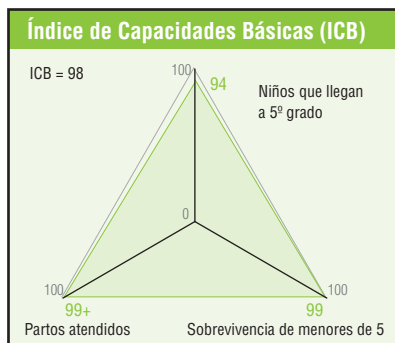 Índice de Capacidades Básicas (ICB)
ICB = 98
100
94
Niños que llegan
a 5º grado
0
100
100
99+
99
Partos atendidos
Sobrevivencia de menores de 5